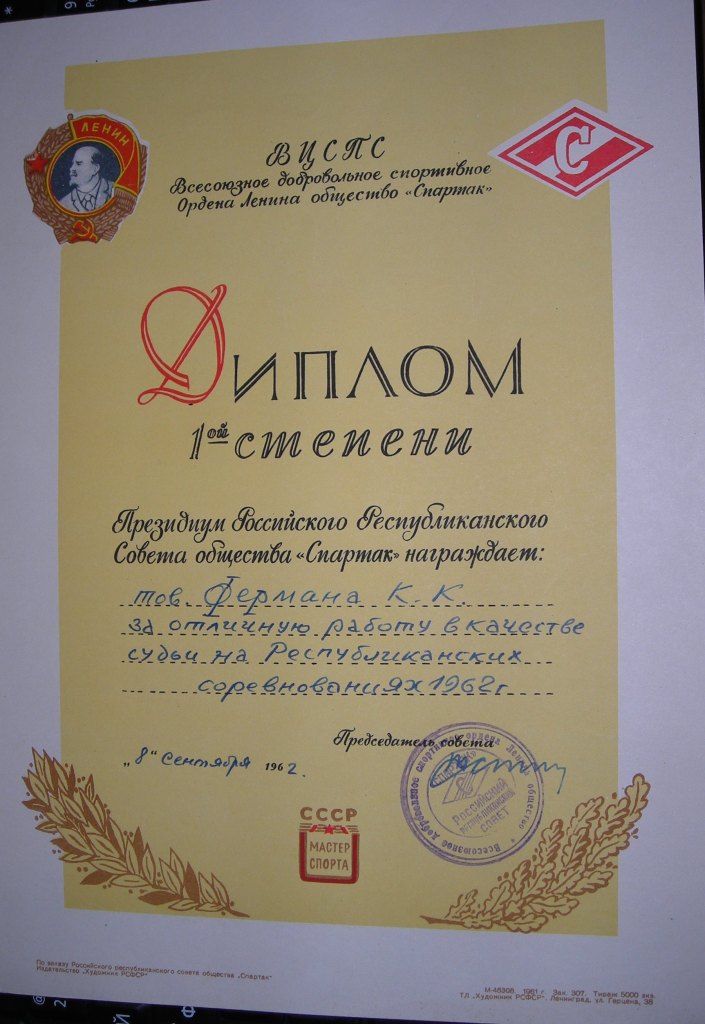 ЛЕНИН
ВЦСПС
Всесоюзное добровольное спортивное
Ордена Ленина общество «Спартак»
С
Диплом
1ой степени
Президиум Российского Республиканского
Совета общества «Спартак» награждает:
тов. Фермана К. К.
за отличную работу в качестве
судьи на Республиканских
соревнованиях 1962 г
Председатель совета
„8" сентября 1962.
РОССИЙСКИЙ
РЕСПУБЛИКАНСКИЙ
СОВЕТ
СССР
МАСТЕР
СПОРТА
По заказу Российского республиканского совета общества „Спартак"
Издательство „Художник РСФСР"
М-48308. 1961 г. Зак. 307. Тираж 5000 экз.
ТЛ „Художник РСФСР". Ленинград, ул. Герцена, 38